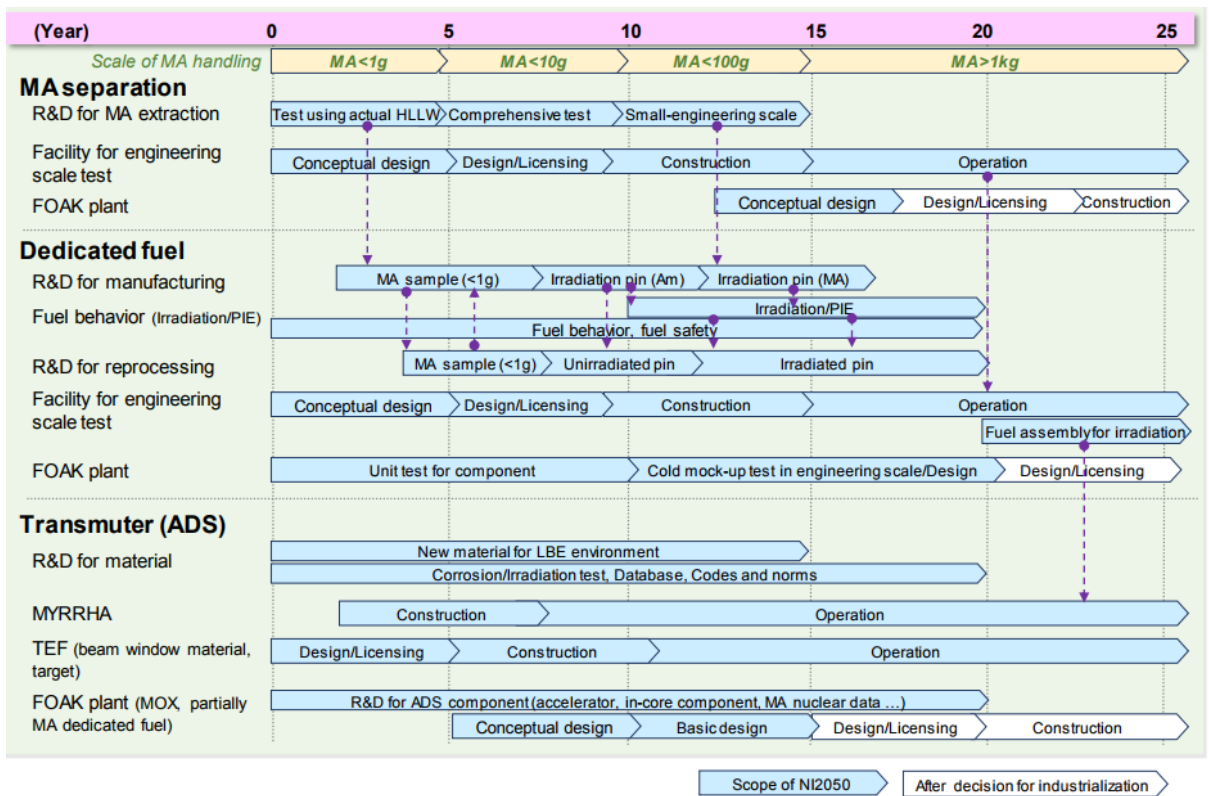 (Year) 0 5 10 15 20 25
Scale of MA handling MA<1g MA<10g MA<100g MA>1kg
MA separation
R&D for MA extraction Test using actual HLLW Comprehensive test Small-engineering scale
Facility for engineering
scale test
Conceptual design Design/Licensing Construction Operation
FOAK plant Conceptual design Design/Licensing Construction
Dedicated fuel
R&D for manufacturing MA sample (<1g) Irradiation pin (Am) Irradiation pin (MA)
Fuel behavior (Irradiation/PIE) Irradiation/PIE
Fuel behavior, fuel safety
R&D for reprocessing MA sample (<1g) Unirradiated pin Irradiated pin
Facility for engineering
scale test
Conceptual design Design/Licensing Construction Operation
Fuel assembly for irradiation
FOAK plant Unit test for component Cold mock-up test in engineering scale/Design Design/Licensing
Transmuter (ADS)
R&D for material New material for LBE environment
Corrosion/Irradiation test, Database, Codes and norms
MYRRHA Construction Operation
TEF (beam window material,
target)
Design/Licensing Construction Operation
FOAK plant (MOX, partially
MA dedicated fuel)
R&D for ADS component(accelerator, in-core component, MA nuclear data ...)
Conceptual design Basic design Design/Licensing Construction
Scope of NI2050 After decision for industrialization